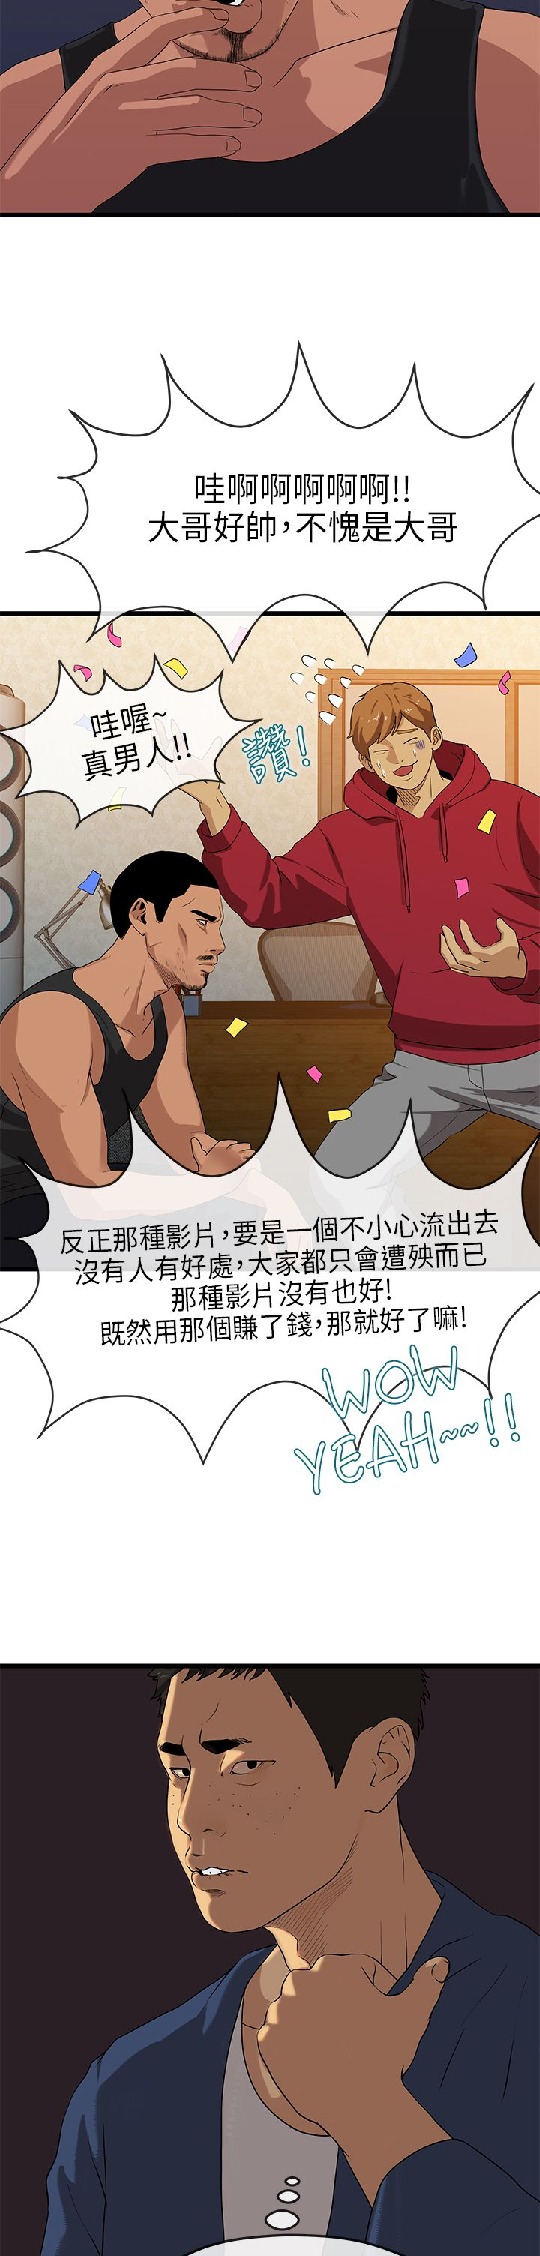 哇啊啊啊啊啊!!
大哥好帥，不愧是大哥
哇喔~
真男人!!
讚!
反正那種影片，要是一個不小心流出去
沒有人有好處，大家都只會遭殃而已
那種影片沒有也好!
既然用那個賺了錢，那就好了嘛!
WOW
YEAH~~!!